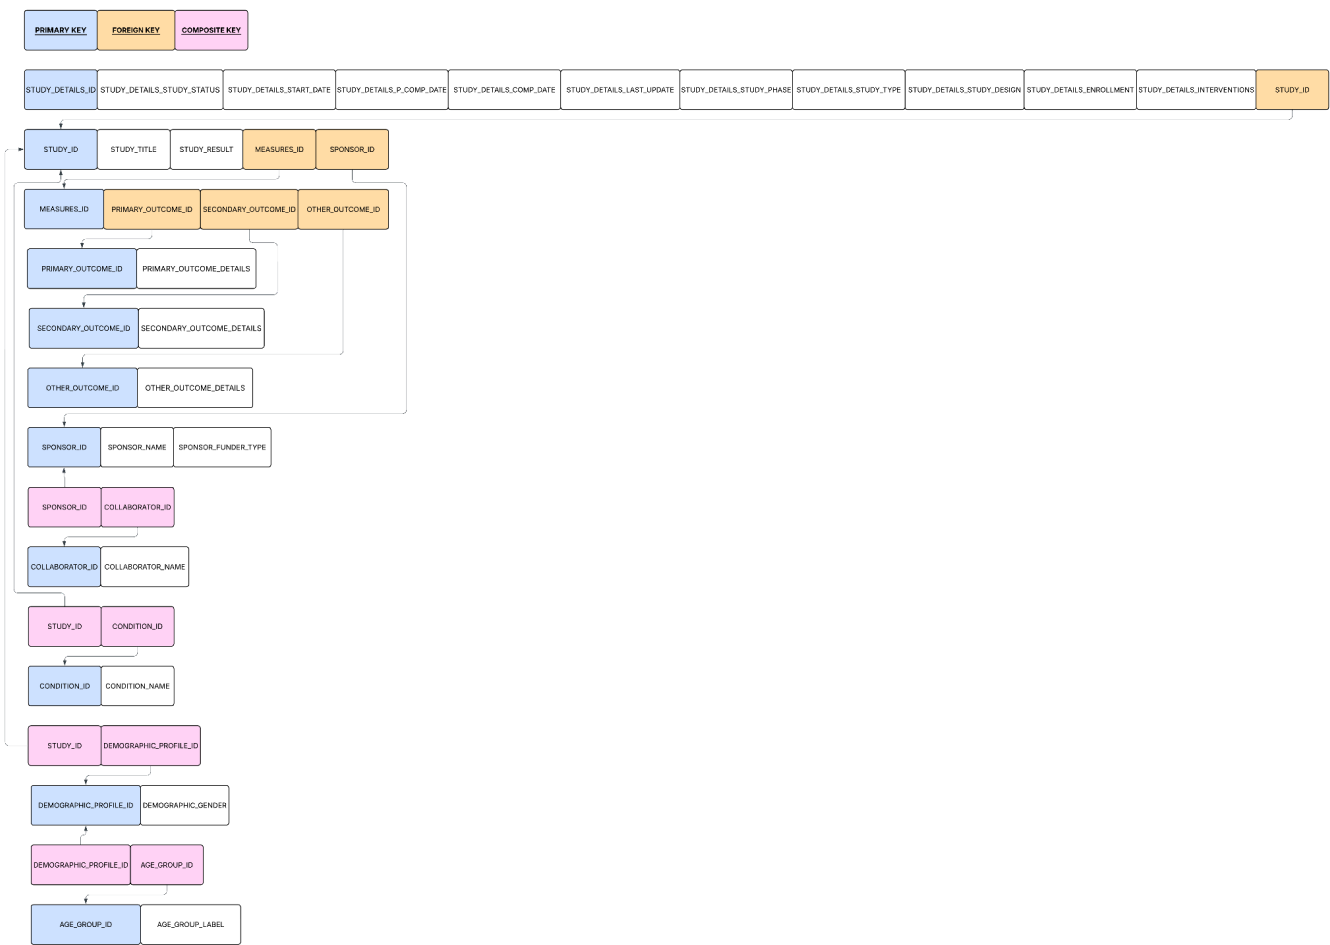 PRIMARY KEY FOREIGN KEY COMPOSITE KEY
STUDY_DETAILS_ID STUDY_DETAILS_STUDY_STATUS STUDY_DETAILS_START_DATE STUDY_DETAILS_P_COMP_DATE STUDY_DETAILS_COMP_DATE STUDY_DETAILS_LAST_UPDATE STUDY_DETAILS_STUDY_PHASE STUDY_DETAILS_STUDY_TYPE STUDY_DETAILS_STUDY_DESIGN STUDY_DETAILS_ENROLLMENT STUDY_DETAILS_INTERVENTIONS STUDY_ID
STUDY_ID STUDY_TITLE STUDY_RESULT MEASURES_ID SPONSOR_ID
MEASURES_ID PRIMARY_OUTCOME_ID SECONDARY_OUTCOME_ID OTHER_OUTCOME_ID
PRIMARY_OUTCOME_ID PRIMARY_OUTCOME_DETAILS
SECONDARY_OUTCOME_ID SECONDARY_OUTCOME_DETAILS
OTHER_OUTCOME_ID OTHER_OUTCOME_DETAILS
SPONSOR_ID SPONSOR_NAME SPONSOR_FUNDER_TYPE
SPONSOR_ID COLLABORATOR_ID
COLLABORATOR_ID COLLABORATOR_NAME
STUDY_ID CONDITION_ID
CONDITION_ID CONDITION_NAME
STUDY_ID DEMOGRAPHIC_PROFILE_ID
DEMOGRAPHIC_PROFILE_ID DEMOGRAPHIC_GENDER
DEMOGRAPHIC_PROFILE_ID AGE_GROUP_ID
AGE_GROUP_ID AGE_GROUP_LABEL